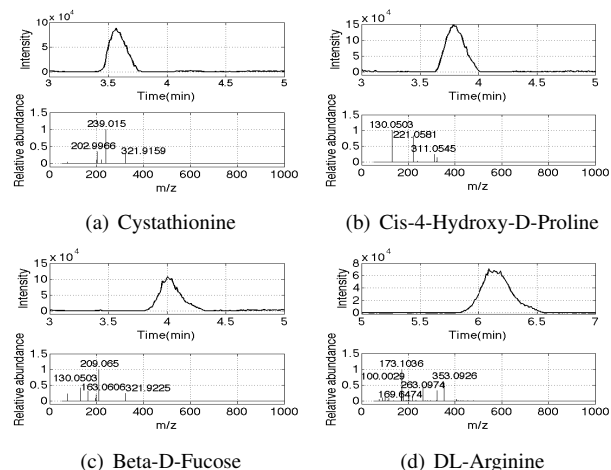 x 10^4
10
5
0
Intensity
3 3.5 4 4.5 5
Time(min)
1.5
1
0.5
0
Relative abundance
239.015
202.9966
321.9159
0 200 400 600 800 1000
m/z
(a) Cystathionine
x 10^4
15
10
5
0
Intensity
3 3.5 4 4.5 5
Time(min)
1.5
1
0.5
0
Relative abundance
130.0503
221.0581
311.0545
0 200 400 600 800 1000
m/z
(b) Cis-4-Hydroxy-D-Proline
x 10^4
15
10
5
0
Intensity
3 3.5 4 4.5 5
Time(min)
1.5
1
0.5
0
Relative abundance
209.065
130.0503
163.0606
321.9225
0 200 400 600 800 1000
m/z
(c) Beta-D-Fucose
x 10^4
8
6
4
2
0
Intensity
5 5.5 6 6.5 7
Time(min)
1.5
1
0.5
0
Relative abundance
173.1036
100.0029
353.0926
263.0974
169.6474
0 200 400 600 800 1000
m/z
(d) DL-Arginine